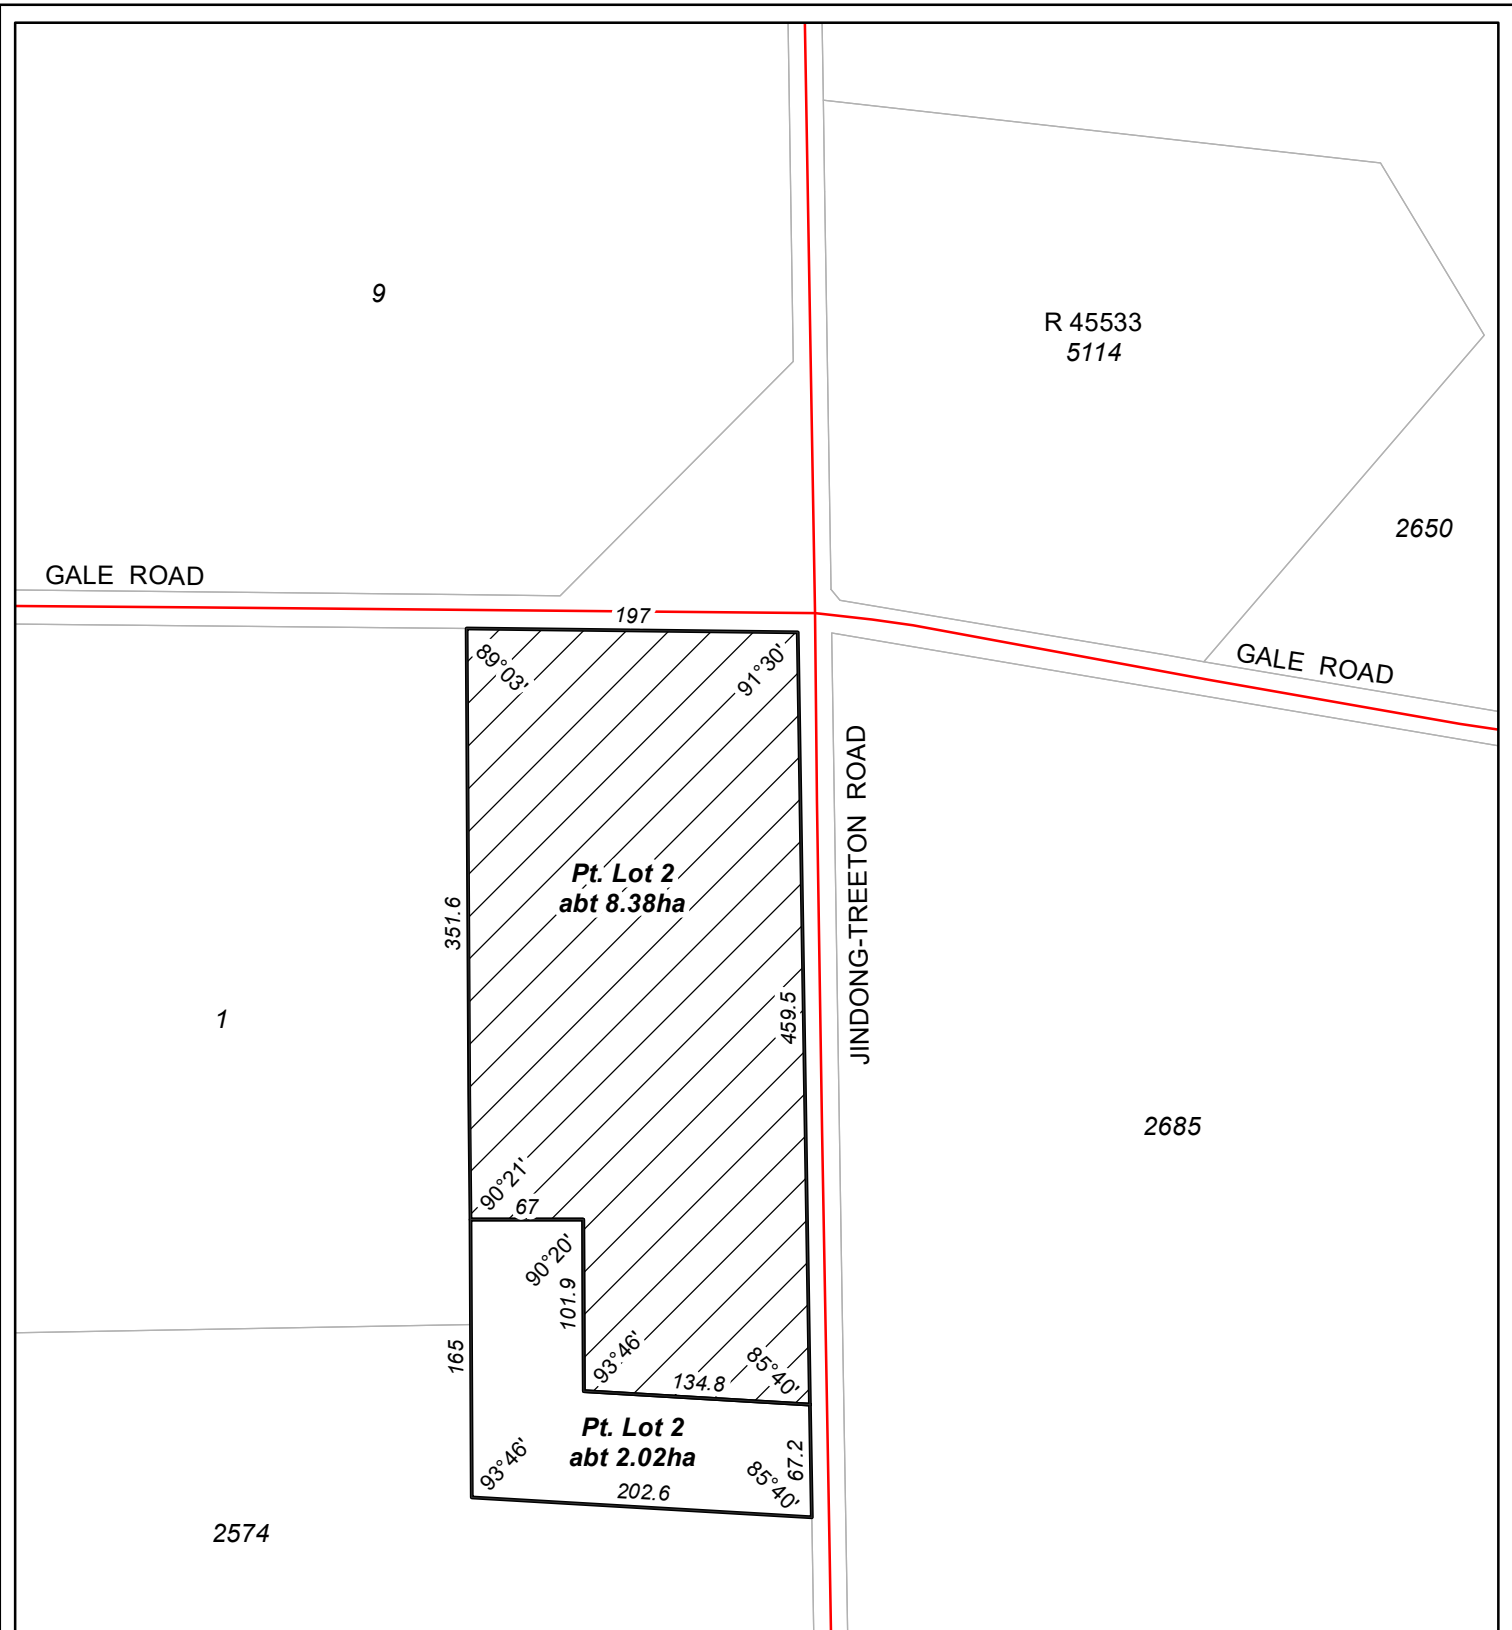 9
R 45533
5114
2650
GALE ROAD
197
GALE ROAD
89°03'
91°30'
JINDONG-TREETON ROAD
Pt. Lot 2
abt 8.38ha
351.6
459.5
1
2685
90°21'
67
90°20'
101.9
93°46'
85°40'
134.8
165
Pt. Lot 2
abt 2.02ha
67.2
93°46'
85°40'
202.6
2574